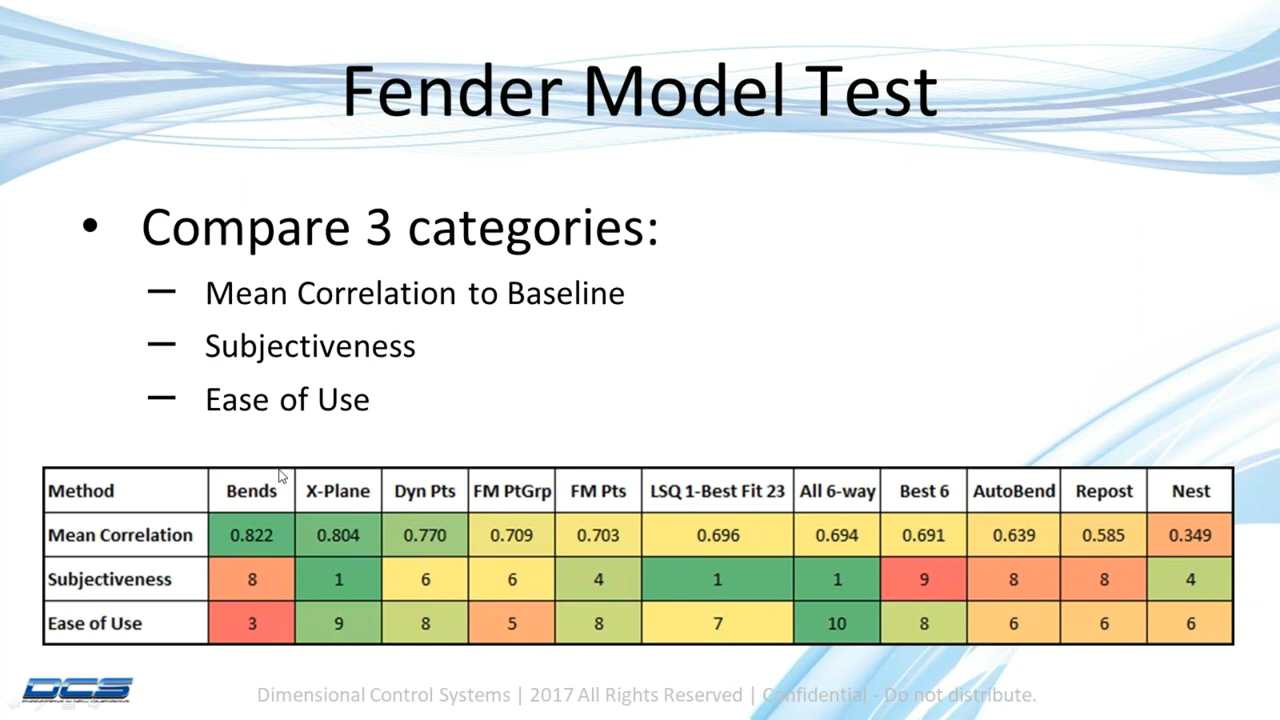 Fender Model Test
• Compare 3 categories:
– Mean Correlation to Baseline
– Subjectiveness
– Ease of Use
Method Bends X-Plane Dyn Pts FM PtGrp FM Pts LSQ 1-Best Fit 23 All 6-way Best 6 AutoBend Repost Nest
Mean Correlation 0.822 0.804 0.770 0.709 0.703 0.696 0.694 0.691 0.639 0.585 0.349
Subjectiveness 8 1 6 6 4 1 1 9 8 8 4
Ease of Use 3 9 8 5 8 7 10 8 6 6 6
DCS
Dimensional Control Systems | 2017 All Rights Reserved | Confidential - Do not distribute.